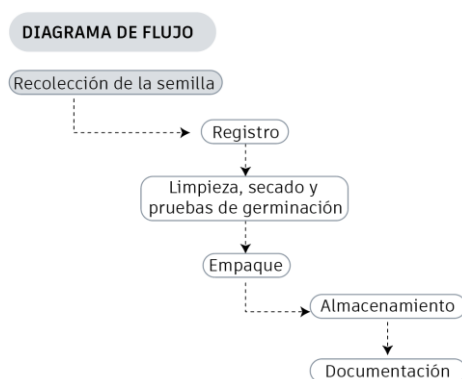 DIAGRAMA DE FLUJO
Recolección de la semilla
Registro
Limpieza, secado y
pruebas de germinación
Empaque
Almacenamiento
Documentación